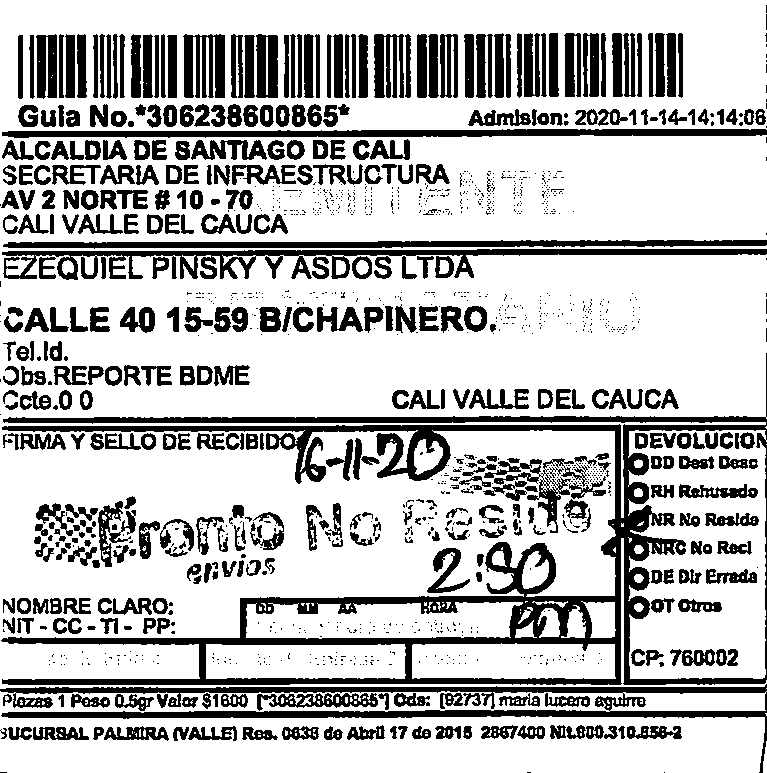 Guia No.*306238600865*
Admision: 2020-11-14-14:14:06
ALCALDIA DE SANTIAGO DE CALI
SECRETARIA DE INFRAESTRUCTURA
REMITENTE
AV 2 NORTE # 10 - 70
CALI VALLE DEL CAUCA
EZEQUIEL PINSKY Y ASDOS LTDA
CALLE 40 15-59 B/CHAPINERO.
Tel.Id.
Obs.REPORTE BDME
Ccte.0 0
CALI VALLE DEL CAUCA
FIRMA Y SELLO DE RECIBIDO
16-11-20
Pronto No Reside
envios
2:30
pm
NOMBRE CLARO:
NIT - CC - TI - PP:
DD MM AA HORA
DEVOLUCION
DD Dest Desc
RH Rehusado
NR No Reside
NRC No Recl
DE Dir Errada
OT Otros
CP: 760002
Piezas 1 Peso 0.5gr Valor $1600 [*306238600865*] Ods: [92737] maria lucero aguirre
SUCURSAL PALMIRA (VALLE) Res. 0638 de Abril 17 de 2015 2867400 Nit.800.310.856-2